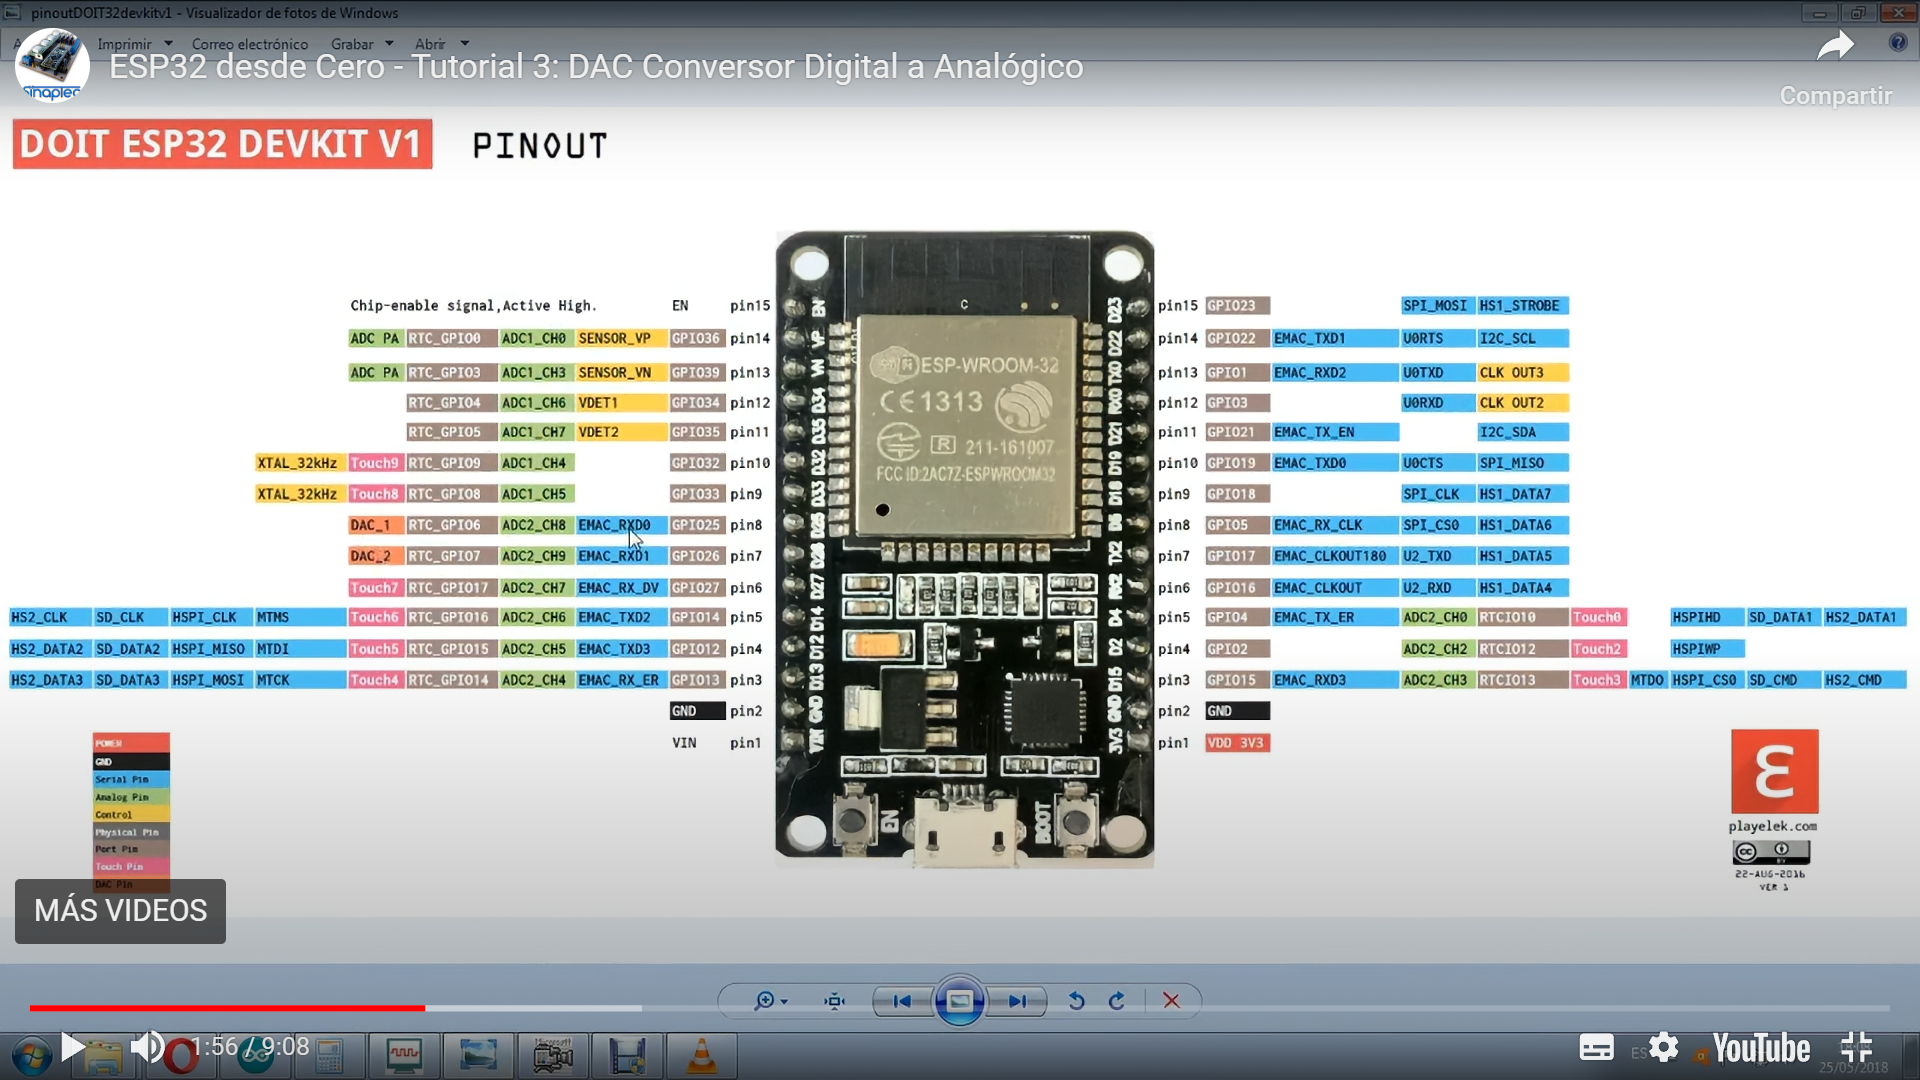 pinoutDOIT32devkitv1 - Visualizador de fotos de Windows
Imprimir Correo electrónico Grabar Abrir
ESP32 desde Cero - Tutorial 3: DAC Conversor Digital a Analógico
Compartir
DOIT ESP32 DEVKIT V1 PINOUT
Chip-enable signal,Active High. EN pin15
ADC PA RTC_GPIO0 ADC1_CH0 SENSOR_VP GPIO36 pin14
ADC PA RTC_GPIO3 ADC1_CH3 SENSOR_VN GPIO39 pin13
RTC_GPIO4 ADC1_CH6 VDET1 GPIO34 pin12
RTC_GPIO5 ADC1_CH7 VDET2 GPIO35 pin11
XTAL_32kHz Touch9 RTC_GPIO9 ADC1_CH4 GPIO32 pin10
XTAL_32kHz Touch8 RTC_GPIO8 ADC1_CH5 GPIO33 pin9
DAC_1 RTC_GPIO6 ADC2_CH8 EMAC_RXD0 GPIO25 pin8
DAC_2 RTC_GPIO7 ADC2_CH9 EMAC_RXD1 GPIO26 pin7
Touch7 RTC_GPIO17 ADC2_CH7 EMAC_RX_DV GPIO27 pin6
HS2_CLK SD_CLK HSPI_CLK MTMS Touch6 RTC_GPIO16 ADC2_CH6 EMAC_TXD2 GPIO14 pin5
HS2_DATA2 SD_DATA2 HSPI_MISO MTDI Touch5 RTC_GPIO15 ADC2_CH5 EMAC_TXD3 GPIO12 pin4
HS2_DATA3 SD_DATA3 HSPI_MOSI MTCK Touch4 RTC_GPIO14 ADC2_CH4 EMAC_RX_ER GPIO13 pin3
GND pin2
VIN pin1
EN
VP
VN
D34
D35
D32
D33
D25
D26
D27
D14
D12
D13
GND
VIN
ESP-WROOM-32
CE1313
R 211-161007
FCC ID:2AC7Z-ESPWROOM32
EN
BOOT
D23
D22
TX0
RX0
D21
D19
D18
D5
TX2
RX2
D4
D2
D15
GND
3V3
pin15 GPIO23 SPI_MOSI HS1_STROBE
pin14 GPIO22 EMAC_TXD1 U0RTS I2C_SCL
pin13 GPIO1 EMAC_RXD2 U0TXD CLK OUT3
pin12 GPIO3 U0RXD CLK OUT2
pin11 GPIO21 EMAC_TX_EN I2C_SDA
pin10 GPIO19 EMAC_TXD0 U0CTS SPI_MISO
pin9 GPIO18 SPI_CLK HS1_DATA7
pin8 GPIO5 EMAC_RX_CLK SPI_CS0 HS1_DATA6
pin7 GPIO17 EMAC_CLKOUT180 U2_TXD HS1_DATA5
pin6 GPIO16 EMAC_CLKOUT U2_RXD HS1_DATA4
pin5 GPIO4 EMAC_TX_ER ADC2_CH0 RTCIO10 Touch0 HSPIHD SD_DATA1 HS2_DATA1
pin4 GPIO2 ADC2_CH2 RTCIO12 Touch2 HSPIWP
pin3 GPIO15 EMAC_RXD3 ADC2_CH3 RTCIO13 Touch3 MTDO HSPI_CS0 SD_CMD HS2_CMD
pin2 GND
pin1 VDD 3V3
POWER
GND
Serial Pin
Analog Pin
Control
Physical Pin
Port Pin
Touch Pin
DAC Pin
playelek.com
cc
BY
22-AUG-2016
VER 1
MÁS VIDEOS
1:56 / 9:08
ES
YouTube
25/05/2018